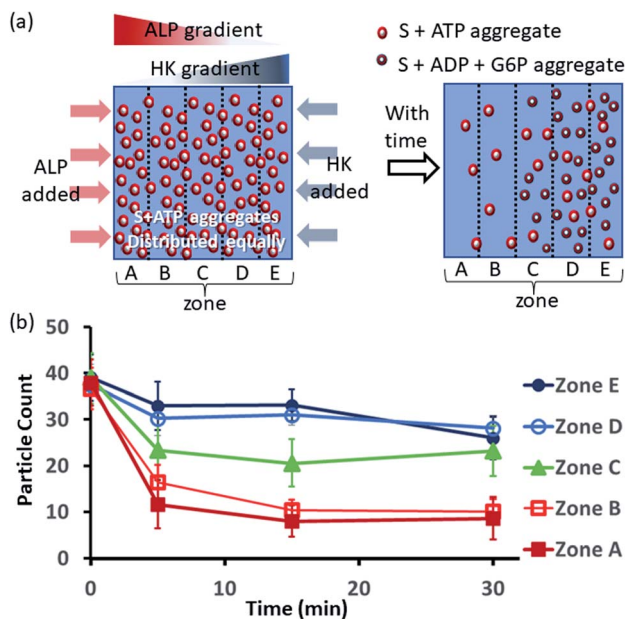 (a)
ALP gradient
HK gradient
S + ATP aggregate
S + ADP + G6P aggregate
ALP
added
HK
added
With
time
S+ATP aggregates
Distributed equally
A B C D E
zone
A B C D E
zone
(b)
50
40
30
20
10
0
Particle Count
0 10 20 30
Time (min)
Zone E
Zone D
Zone C
Zone B
Zone A